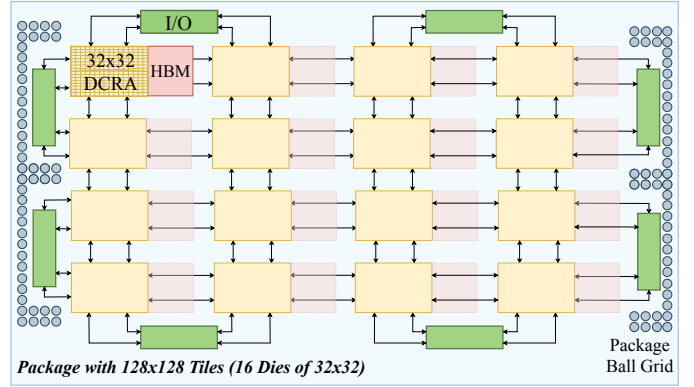 I/O
32x32
DCRA
HBM
Package with 128x128 Tiles (16 Dies of 32x32)
Package
Ball Grid